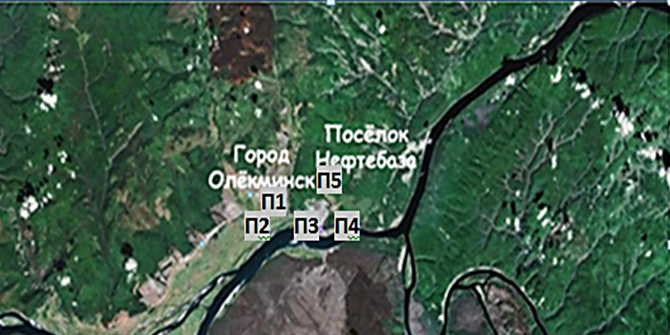 Посёлок
Нефтебаза
Город
Олёкминск
П5
П1
П2 П3 П4